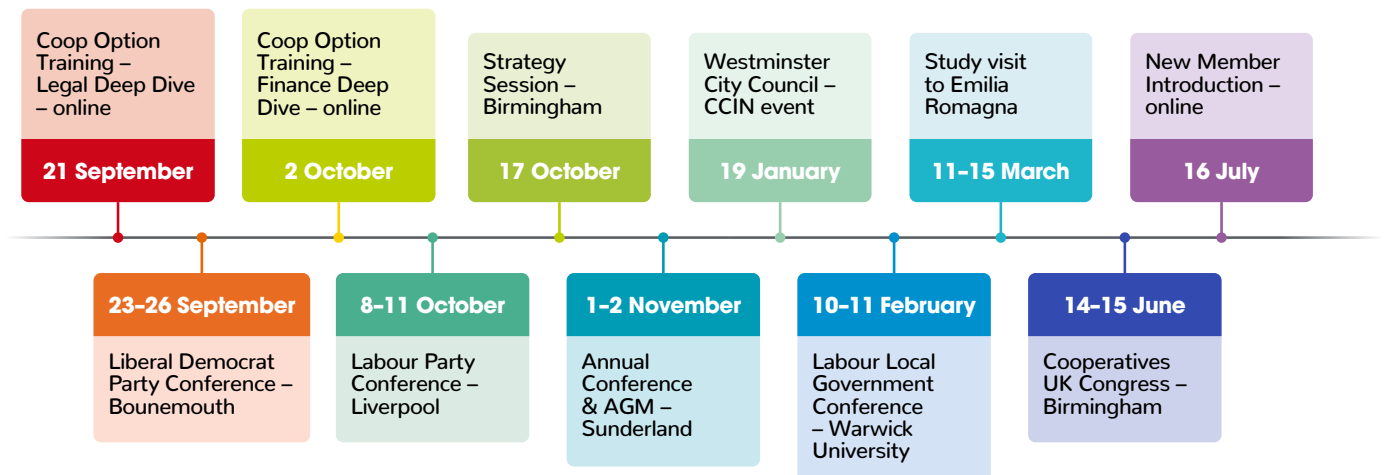 Coop Option
Training –
Legal Deep Dive
– online
21 September
Coop Option
Training –
Finance Deep
Dive – online
2 October
Strategy
Session –
Birmingham
17 October
Westminster
City Council –
CCIN event
19 January
Study visit
to Emilia
Romagna
11–15 March
New Member
Introduction –
online
16 July
23–26 September
Liberal Democrat
Party Conference –
Bounemouth
8–11 October
Labour Party
Conference –
Liverpool
1–2 November
Annual
Conference
& AGM –
Sunderland
10–11 February
Labour Local
Government
Conference
– Warwick
University
14–15 June
Cooperatives
UK Congress –
Birmingham